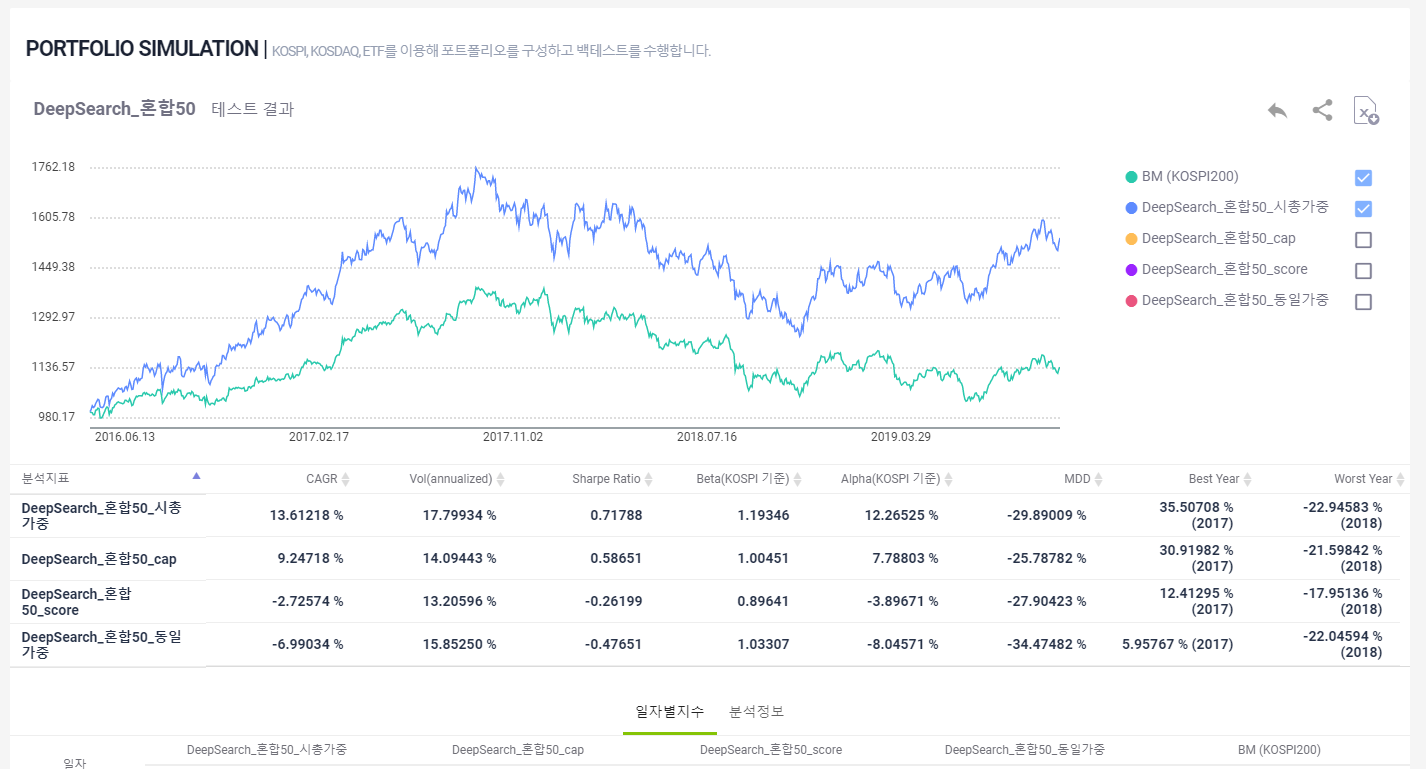 PORTFOLIO SIMULATION | KOSPI, KOSDAQ, ETF를 이용해 포트폴리오를 구성하고 백테스트를 수행합니다.
DeepSearch_혼합50 테스트 결과
1762.18
1605.78
1449.38
1292.97
1136.57
980.17
2016.06.13 2017.02.17 2017.11.02 2018.07.16 2019.03.29
BM (KOSPI200)
DeepSearch_혼합50_시총가중
DeepSearch_혼합50_cap
DeepSearch_혼합50_score
DeepSearch_혼합50_동일가중
분석지표 CAGR Vol(annualized) Sharpe Ratio Beta(KOSPI 기준) Alpha(KOSPI 기준) MDD Best Year Worst Year
DeepSearch_혼합50_시총
가중 13.61218 % 17.79934 % 0.71788 1.19346 12.26525 % -29.89009 % 35.50708 % (2017) -22.94583 % (2018)
DeepSearch_혼합50_cap 9.24718 % 14.09443 % 0.58651 1.00451 7.78803 % -25.78782 % 30.91982 % (2017) -21.59842 % (2018)
DeepSearch_혼합
50_score -2.72574 % 13.20596 % -0.26199 0.89641 -3.89671 % -27.90423 % 12.41295 % (2017) -17.95136 % (2018)
DeepSearch_혼합50_동일
가중 -6.99034 % 15.85250 % -0.47651 1.03307 -8.04571 % -34.47482 % 5.95767 % (2017) -22.04594 % (2018)
일자별지수 분석정보
일자 DeepSearch_혼합50_시총가중 DeepSearch_혼합50_cap DeepSearch_혼합50_score DeepSearch_혼합50_동일가중 BM (KOSPI200)